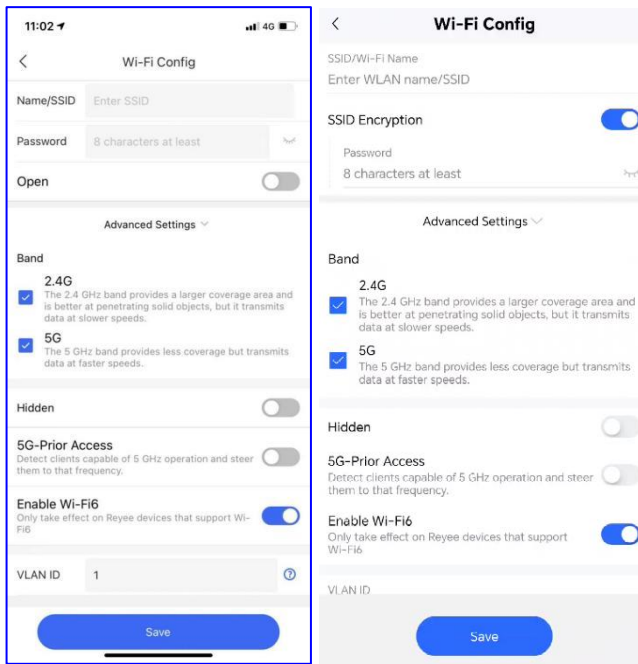 11:02
4G
Wi-Fi Config
Name/SSID Enter SSID
Password 8 characters at least
Open
Advanced Settings
Band
2.4G
The 2.4 GHz band provides a larger coverage area and
is better at penetrating solid objects, but it transmits
data at slower speeds.
5G
The 5 GHz band provides less coverage but transmits
data at faster speeds.
Hidden
5G-Prior Access
Detect clients capable of 5 GHz operation and steer
them to that frequency.
Enable Wi-Fi6
Only take effect on Reyee devices that support Wi-
Fi6
VLAN ID 1
Save
Wi-Fi Config
SSID/Wi-Fi Name
Enter WLAN name/SSID
SSID Encryption
Password
8 characters at least
Advanced Settings
Band
2.4G
The 2.4 GHz band provides a larger coverage area and
is better at penetrating solid objects, but it transmits
data at slower speeds.
5G
The 5 GHz band provides less coverage but transmits
data at faster speeds.
Hidden
5G-Prior Access
Detect clients capable of 5 GHz operation and steer
them to that frequency.
Enable Wi-Fi6
Only take effect on Reyee devices that support
Wi-Fi6
VLAN ID
Save